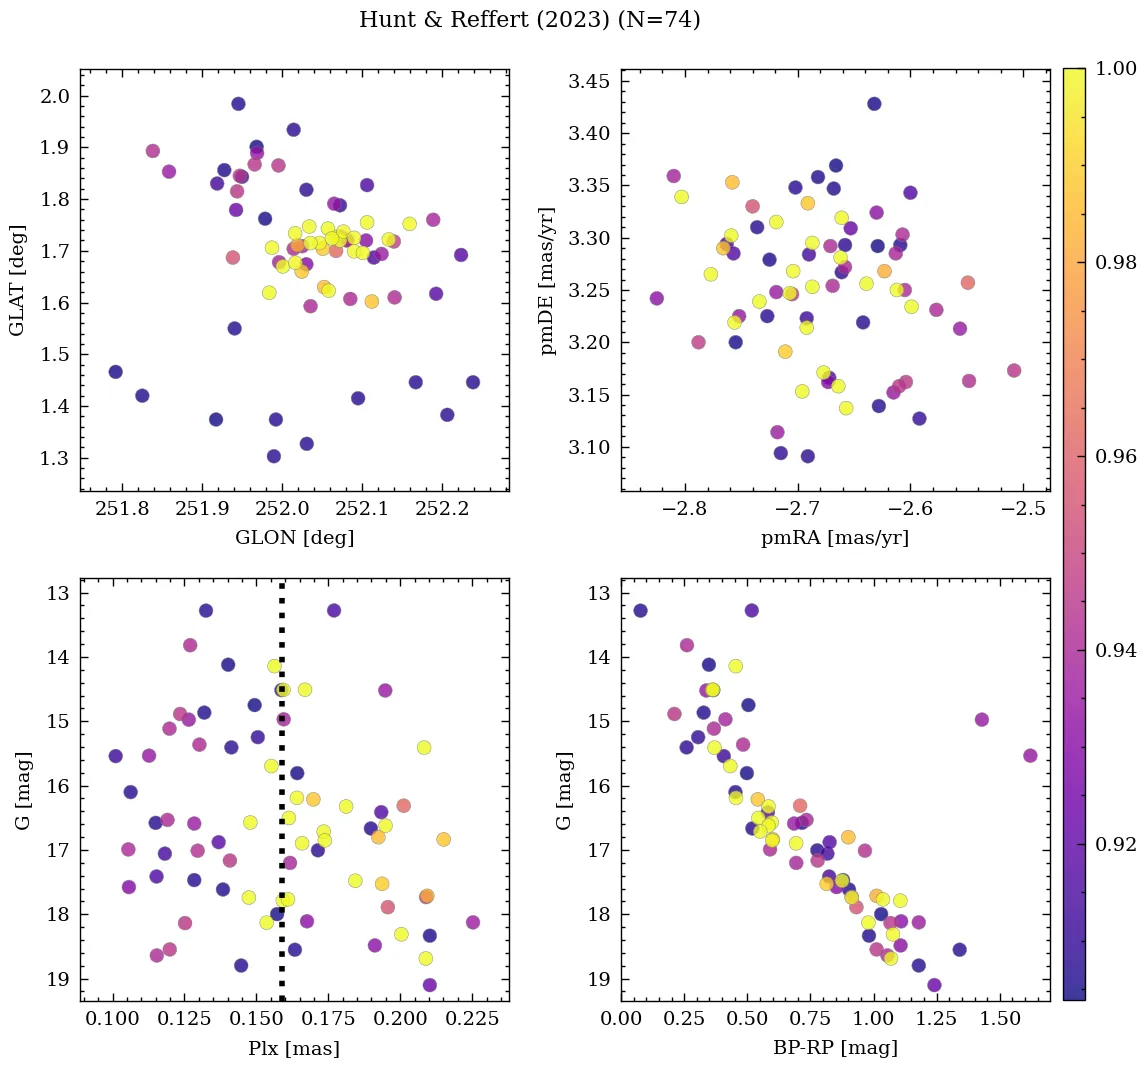 Hunt & Reffert (2023) (N=74)
2.0
1.9
1.8
1.7
1.6
1.5
1.4
1.3
GLAT [deg]
251.8 251.9 252.0 252.1 252.2
GLON [deg]
3.45
3.40
3.35
3.30
3.25
3.20
3.15
3.10
pmDE [mas/yr]
−2.8 −2.7 −2.6 −2.5
pmRA [mas/yr]
1.00
0.98
0.96
0.94
0.92
13
14
15
16
17
18
19
G [mag]
0.100 0.125 0.150 0.175 0.200 0.225
Plx [mas]
13
14
15
16
17
18
19
G [mag]
0.00 0.25 0.50 0.75 1.00 1.25 1.50
BP-RP [mag]